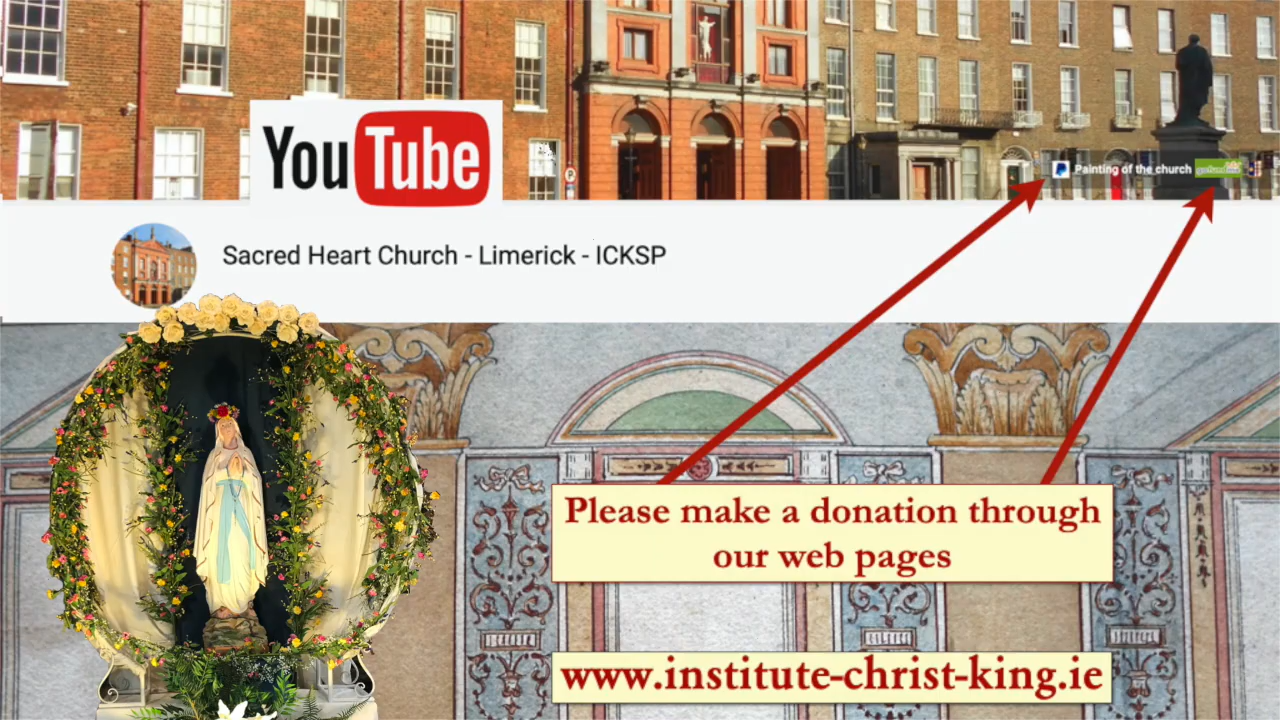 YouTube
P
Painting of the church gofundme
Sacred Heart Church - Limerick - ICKSP
Please make a donation through
our web pages
www.institute-christ-king.ie